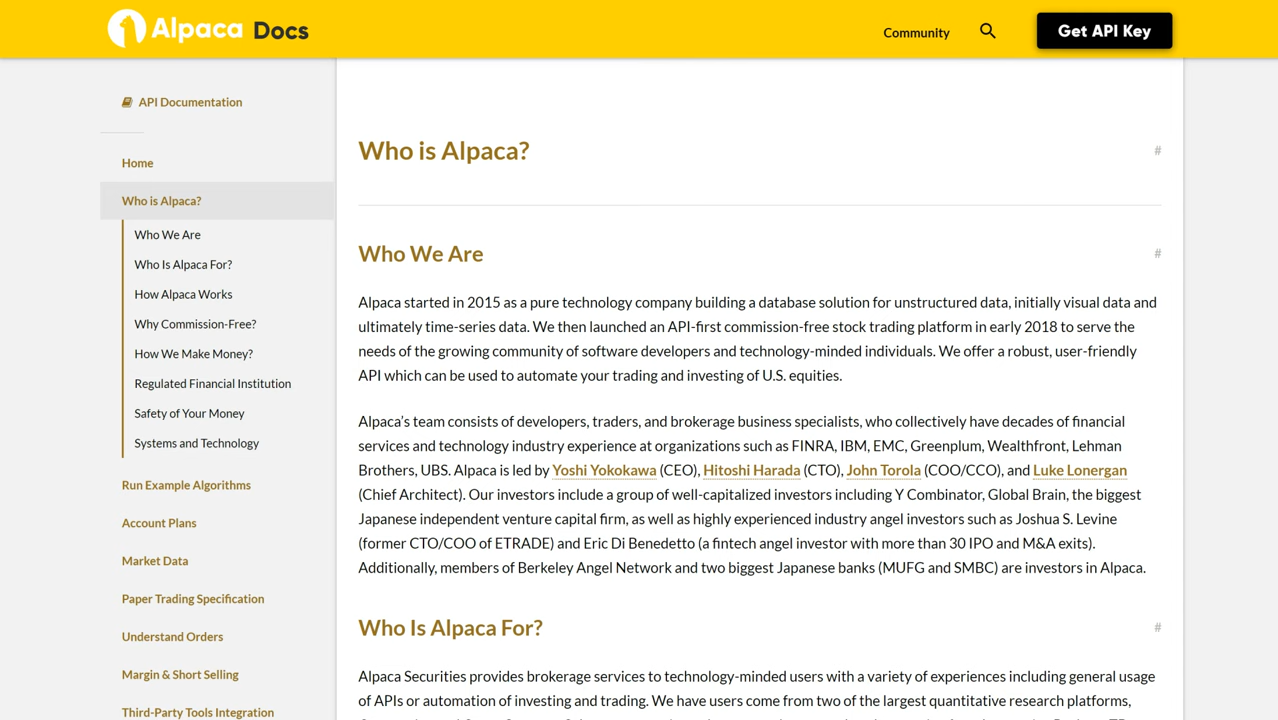 Alpaca Docs
Community
Get API Key
API Documentation
Home
Who is Alpaca?
Who We Are
Who Is Alpaca For?
How Alpaca Works
Why Commission-Free?
How We Make Money?
Regulated Financial Institution
Safety of Your Money
Systems and Technology
Run Example Algorithms
Account Plans
Market Data
Paper Trading Specification
Understand Orders
Margin & Short Selling
Third-Party Tools Integration
Who is Alpaca? #
Who We Are #
Alpaca started in 2015 as a pure technology company building a database solution for unstructured data, initially visual data and
ultimately time-series data. We then launched an API-first commission-free stock trading platform in early 2018 to serve the
needs of the growing community of software developers and technology-minded individuals. We offer a robust, user-friendly
API which can be used to automate your trading and investing of U.S. equities.
Alpaca’s team consists of developers, traders, and brokerage business specialists, who collectively have decades of financial
services and technology industry experience at organizations such as FINRA, IBM, EMC, Greenplum, Wealthfront, Lehman
Brothers, UBS. Alpaca is led by Yoshi Yokokawa (CEO), Hitoshi Harada (CTO), John Torola (COO/CCO), and Luke Lonergan
(Chief Architect). Our investors include a group of well-capitalized investors including Y Combinator, Global Brain, the biggest
Japanese independent venture capital firm, as well as highly experienced industry angel investors such as Joshua S. Levine
(former CTO/COO of ETRADE) and Eric Di Benedetto (a fintech angel investor with more than 30 IPO and M&A exits).
Additionally, members of Berkeley Angel Network and two biggest Japanese banks (MUFG and SMBC) are investors in Alpaca.
Who Is Alpaca For? #
Alpaca Securities provides brokerage services to technology-minded users with a variety of experiences including general usage
of APIs or automation of investing and trading. We have users come from two of the largest quantitative research platforms,